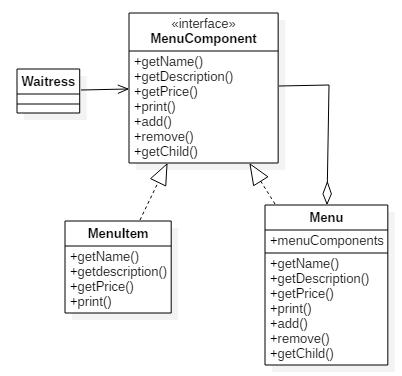 «interface»
MenuComponent
+getName()
+getDescription()
+getPrice()
+print()
+add()
+remove()
+getChild()
Waitress
MenuItem
+getName()
+getdescription()
+getPrice()
+print()
Menu
+menuComponents
+getName()
+getDescription()
+getPrice()
+print()
+add()
+remove()
+getChild()